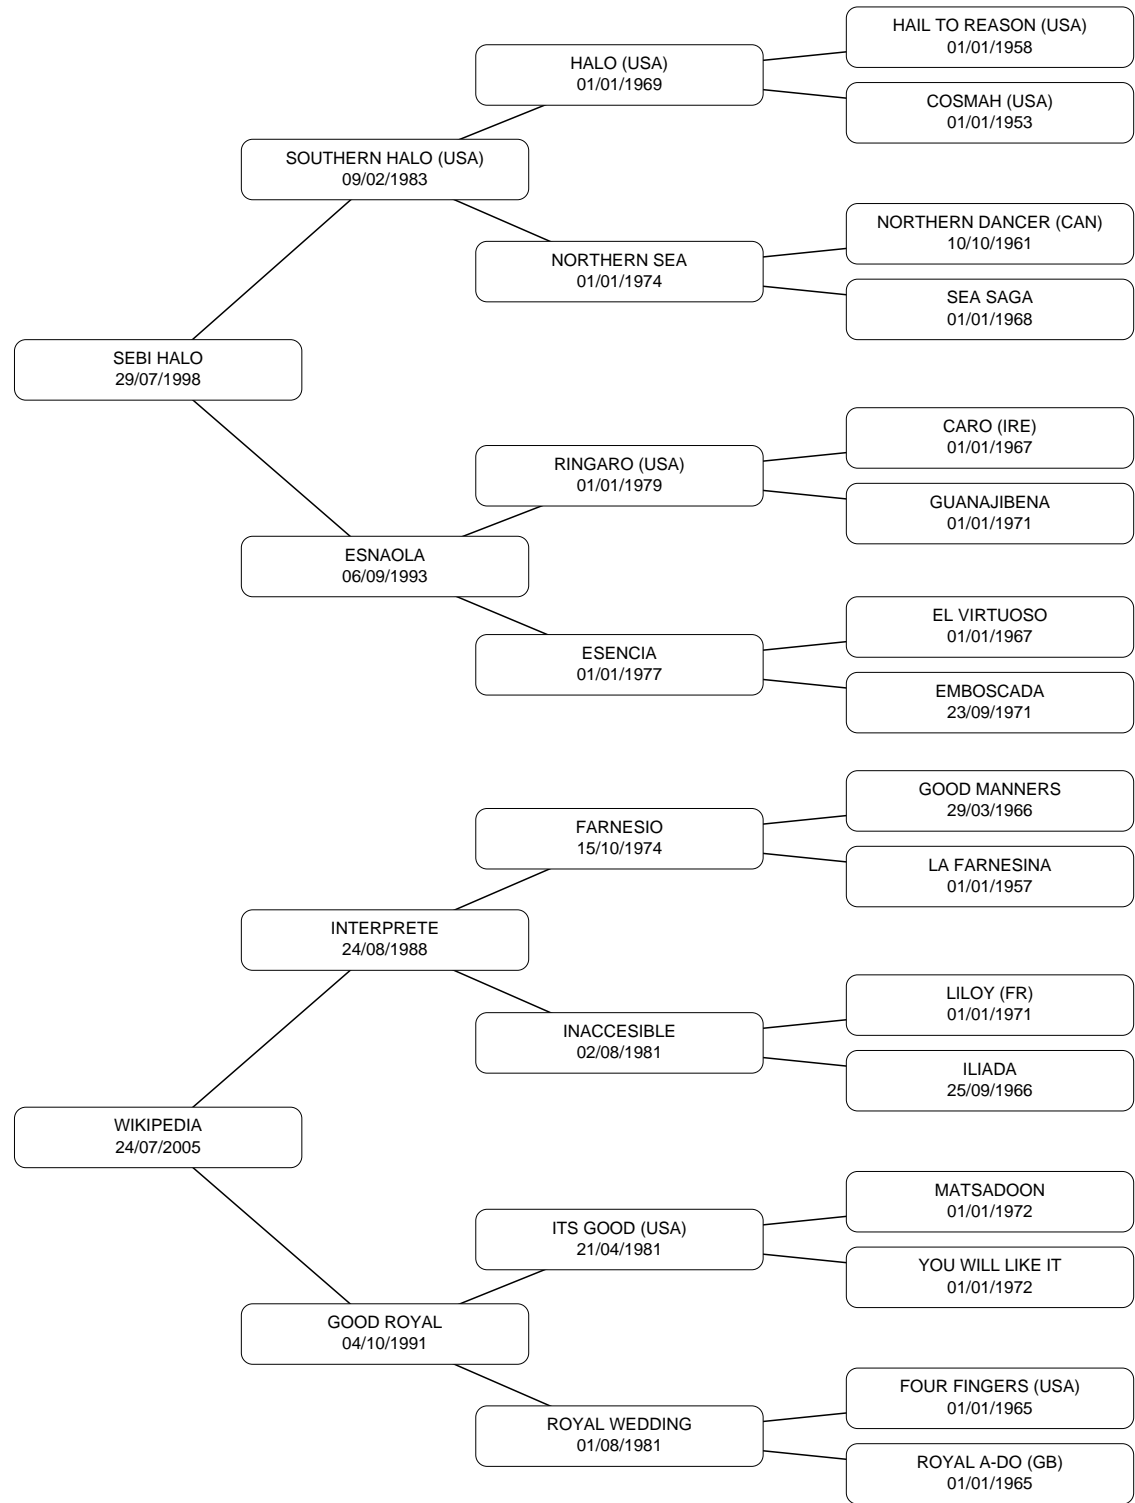 HAIL TO REASON (USA)
01/01/1958
HALO (USA)
01/01/1969
COSMAH (USA)
01/01/1953
SOUTHERN HALO (USA)
09/02/1983
NORTHERN DANCER (CAN)
10/10/1961
NORTHERN SEA
01/01/1974
SEA SAGA
01/01/1968
SEBI HALO
29/07/1998
CARO (IRE)
01/01/1967
RINGARO (USA)
01/01/1979
GUANAJIBENA
01/01/1971
ESNAOLA
06/09/1993
EL VIRTUOSO
01/01/1967
ESENCIA
01/01/1977
EMBOSCADA
23/09/1971
GOOD MANNERS
29/03/1966
FARNESIO
15/10/1974
LA FARNESINA
01/01/1957
INTERPRETE
24/08/1988
LILOY (FR)
01/01/1971
INACCESIBLE
02/08/1981
ILIADA
25/09/1966
WIKIPEDIA
24/07/2005
MATSADOON
01/01/1972
ITS GOOD (USA)
21/04/1981
YOU WILL LIKE IT
01/01/1972
GOOD ROYAL
04/10/1991
FOUR FINGERS (USA)
01/01/1965
ROYAL WEDDING
01/08/1981
ROYAL A-DO (GB)
01/01/1965